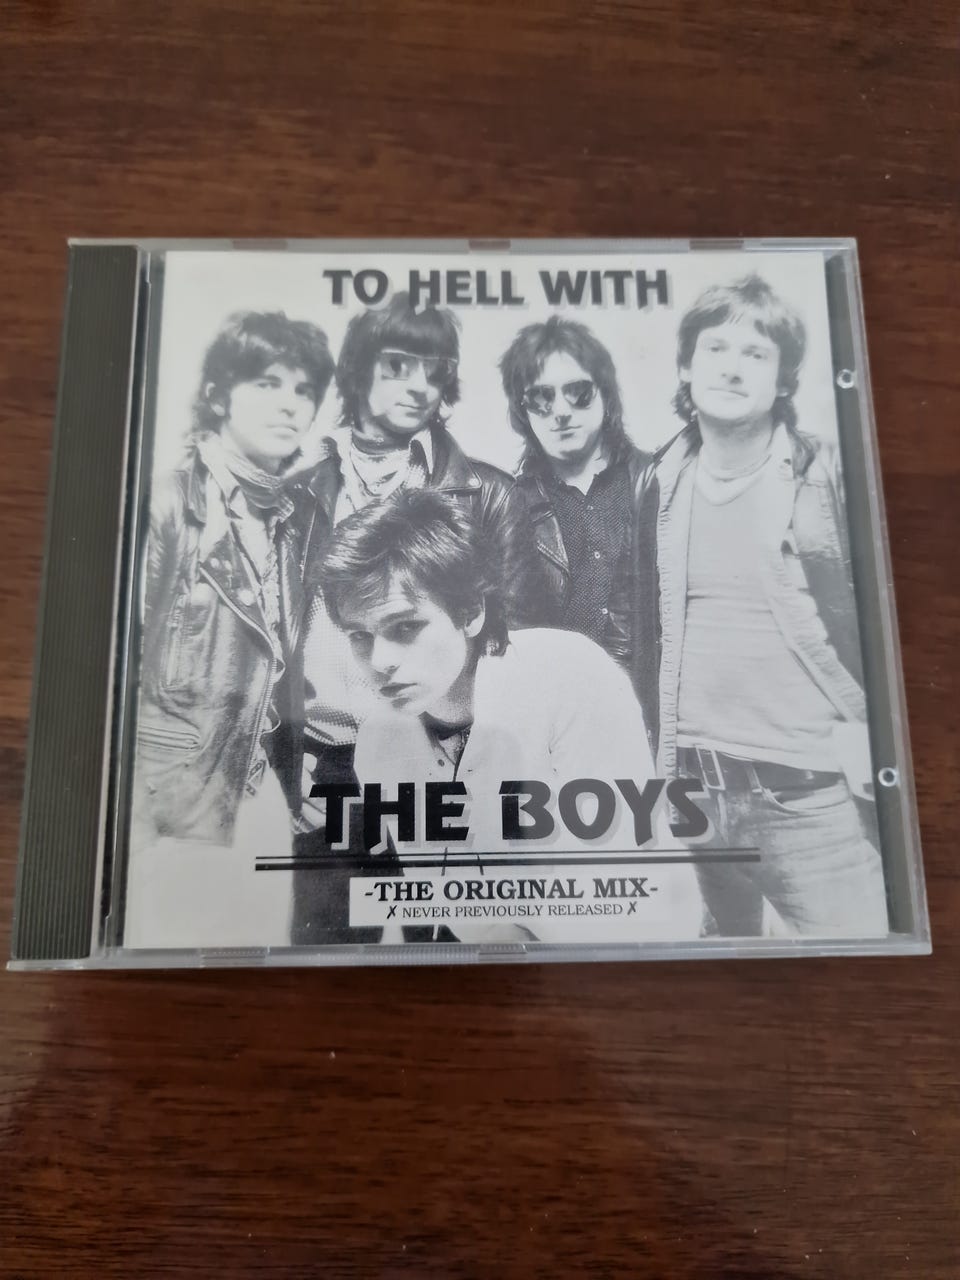 TO HELL WITH
THE BOYS
-THE ORIGINAL MIX-
✗ NEVER PREVIOUSLY RELEASED ✗